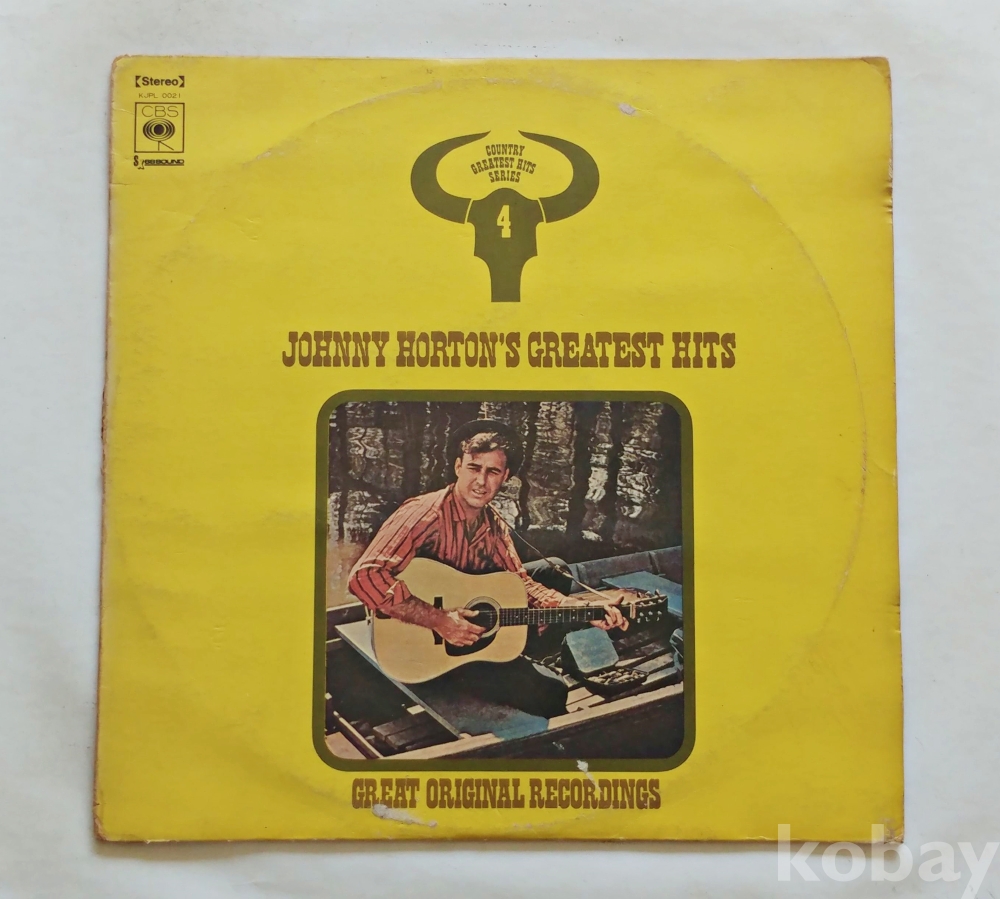 【Stereo】
KJPL 0021
CBS
COUNTRY
GREATEST HITS
SERIES
4
JOHNNY HORTON'S GREATEST HITS
GREAT ORIGINAL RECORDINGS
kobay